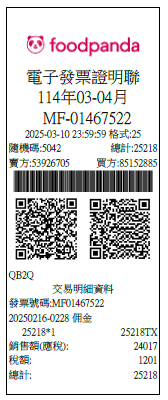 foodpanda
電子發票證明聯
114年03-04月
MF-01467522
2025-03-10 23:59:59 格式:25
隨機碼:5042 總計:25218
賣方:53926705 買方:85152885
QB2Q
交易明細資料
發票號碼:MF01467522
20250216-0228 佣金
25218*1 25218TX
銷售額(應稅): 24017
稅額: 1201
總計: 25218